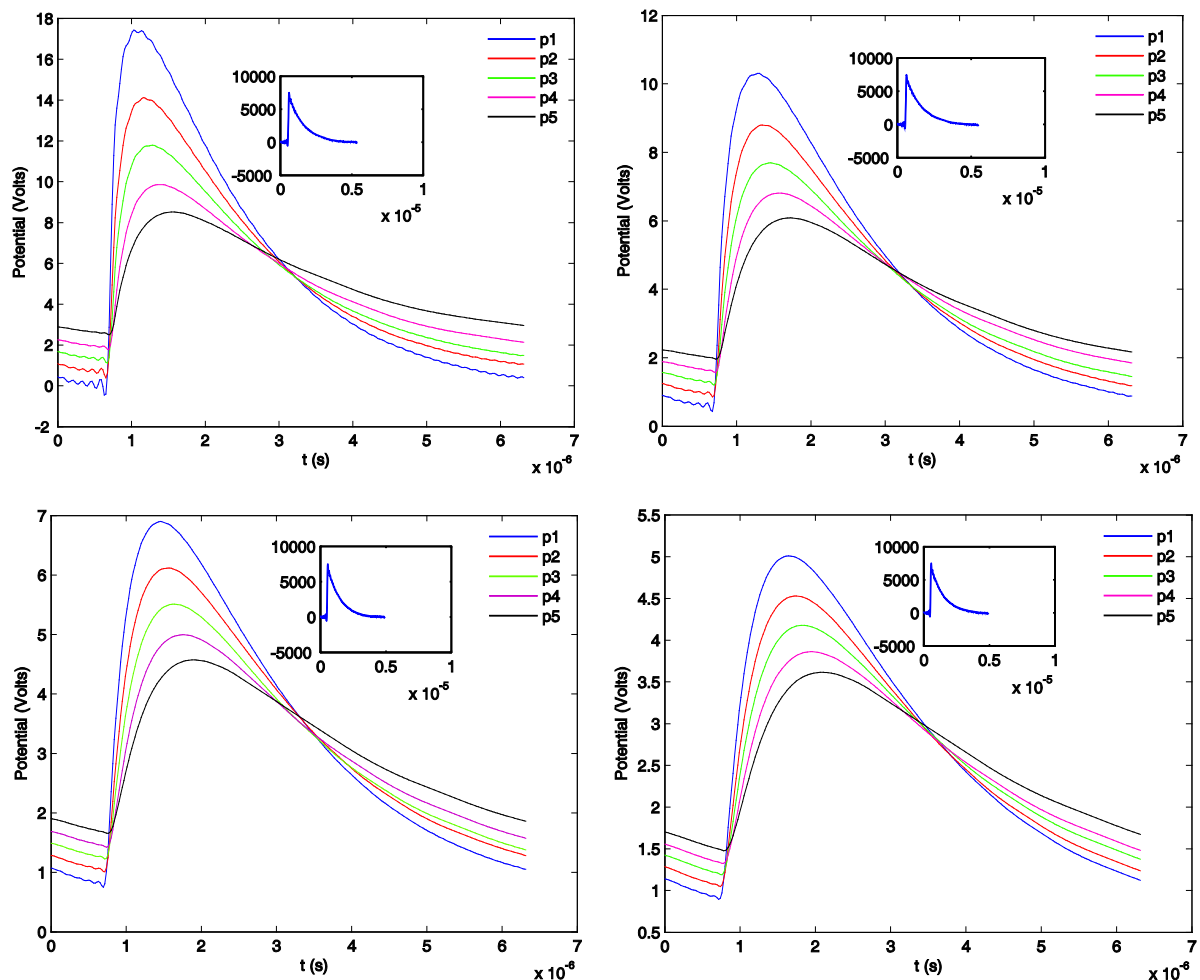 18
16
14
12
10
8
6
4
2
0
-2
Potential (Volts)
0 1 2 3 4 5 6 7
t (s)
x 10-6
p1
p2
p3
p4
p5
10000
5000
0
-5000
0 0.5 1
x 10-5
12
10
8
6
4
2
0
Potential (Volts)
0 1 2 3 4 5 6 7
t (s)
x 10-6
p1
p2
p3
p4
p5
10000
5000
0
-5000
0 0.5 1
x 10-5
7
6
5
4
3
2
1
0
Potential (Volts)
0 1 2 3 4 5 6 7
t (s)
x 10-6
p1
p2
p3
p4
p5
10000
5000
0
-5000
0 0.5 1
x 10-5
5.5
5
4.5
4
3.5
3
2.5
2
1.5
1
0.5
Potential (Volts)
0 1 2 3 4 5 6 7
t (s)
x 10-6
p1
p2
p3
p4
p5
10000
5000
0
-5000
0 0.5 1
x 10-5